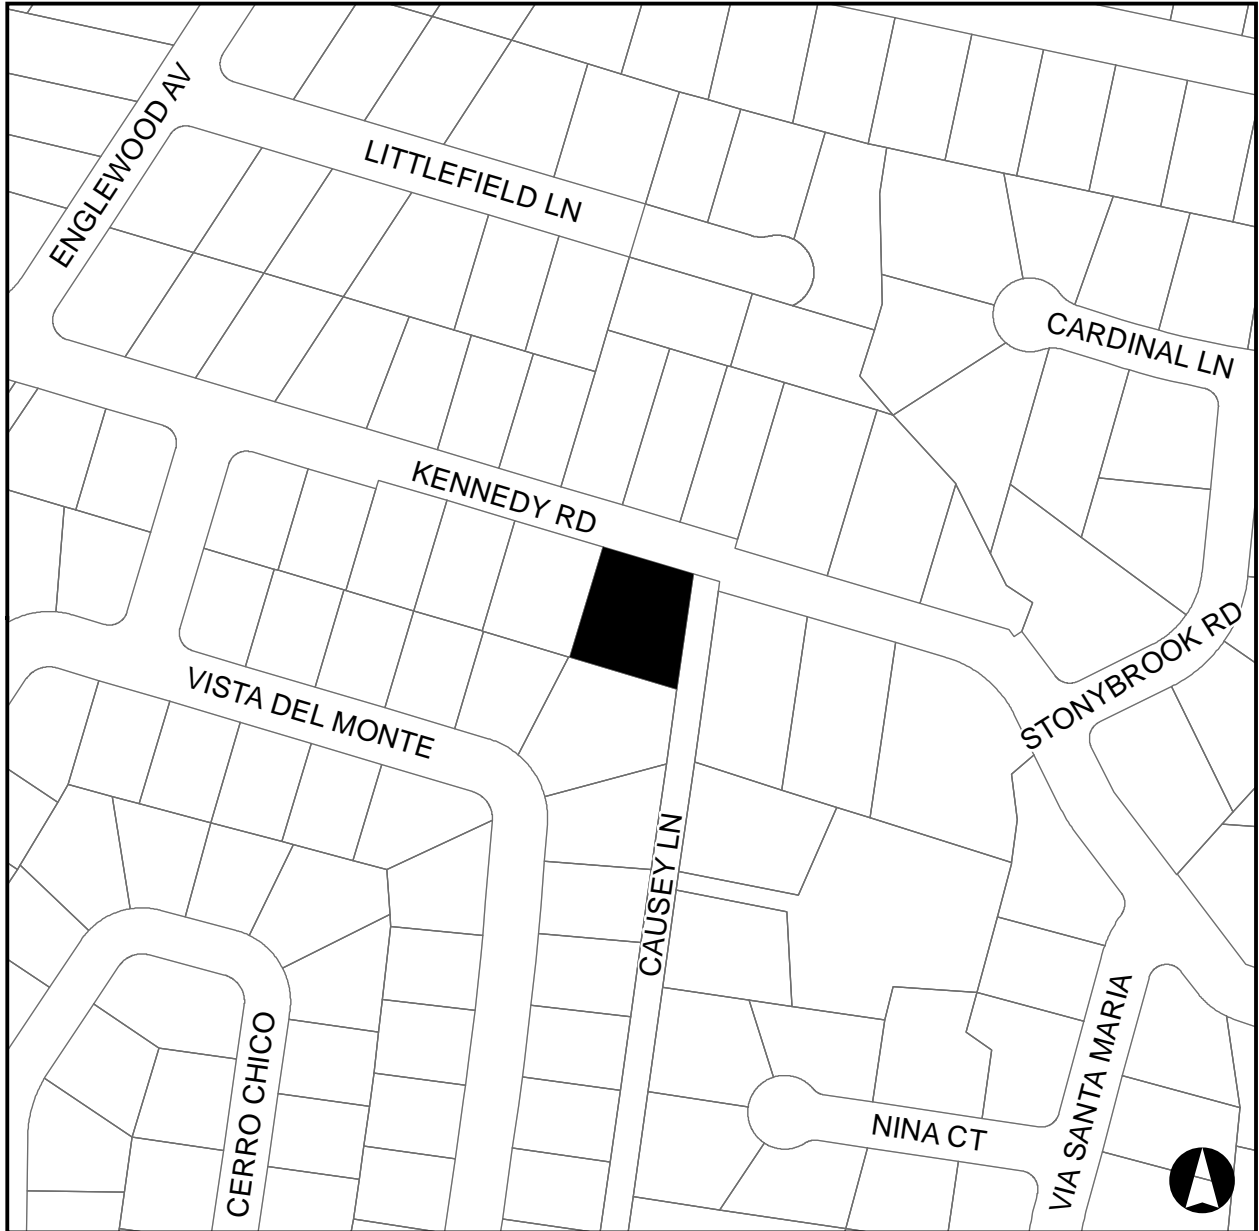 ENGLEWOOD AV
LITTLEFIELD LN
CARDINAL LN
KENNEDY RD
STONYBROOK RD
VISTA DEL MONTE
CAUSEY LN
CERRO CHICO
NINA CT
VIA SANTA MARIA